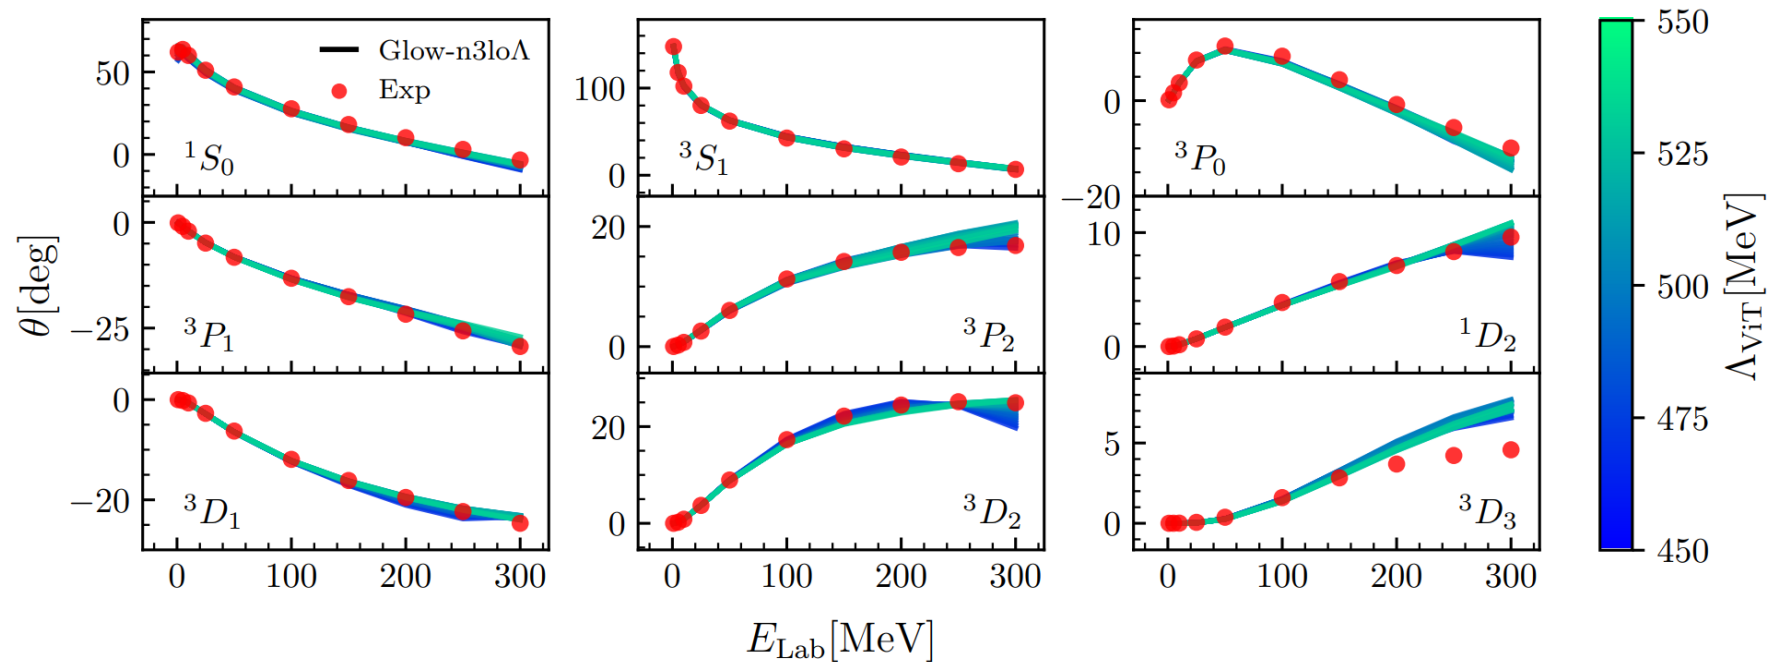 50
0
¹S₀
Glow-n3loΛ
Exp
100
0
³S₁
0
−20
³P₀
0
−25
³P₁
20
0
³P₂
10
0
¹D₂
0
−20
³D₁
20
0
³D₂
5
0
³D₃
0 100 200 300
0 100 200 300
0 100 200 300
θ[deg]
E_Lab[MeV]
550
525
500
475
450
Λ_ViT[MeV]